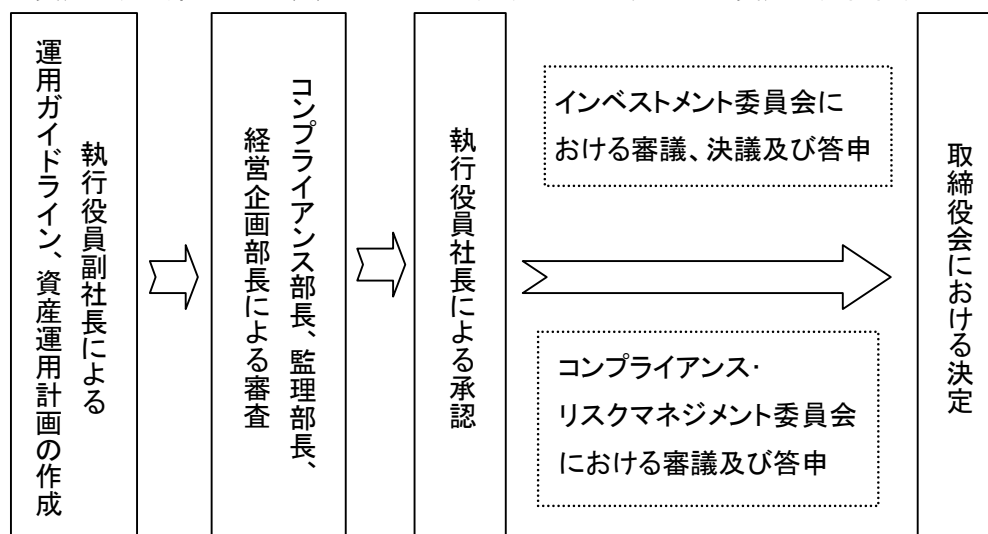 執行役員副社長による
運用ガイドライン、資産運用計画の作成
コンプライアンス部長、監理部長、
経営企画部長による審査
執行役員社長による承認
インベストメント委員会に
おける審議、決議及び答申
コンプライアンス・
リスクマネジメント委員会
における審議及び答申
取締役会における決定